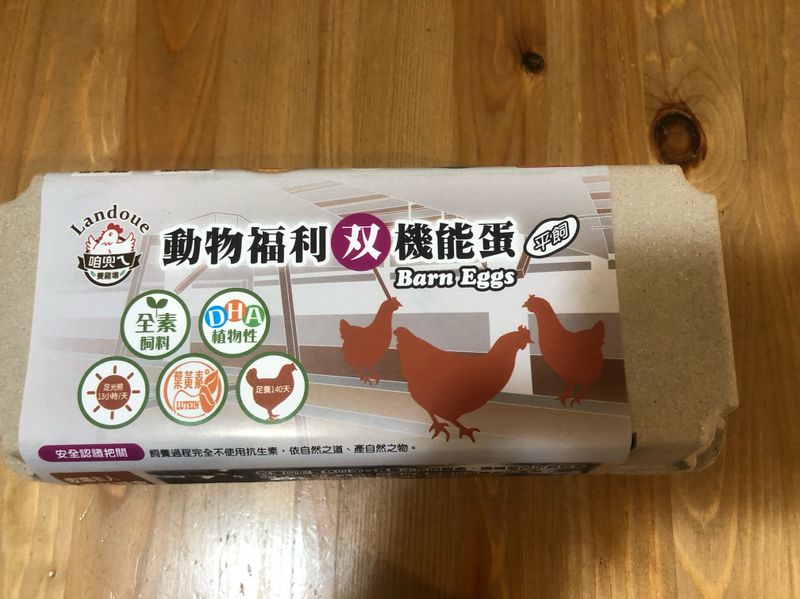 Landoue
咱兜ㄟ
養雞場
動物福利双機能蛋
平飼
Barn Eggs
全素
飼料
DHA
植物性
足光照
13小時/天
葉黃素
LUTEIN
足養140天
安全認證把關
飼養過程完全不使用抗生素，依自然之道、產自然之物。